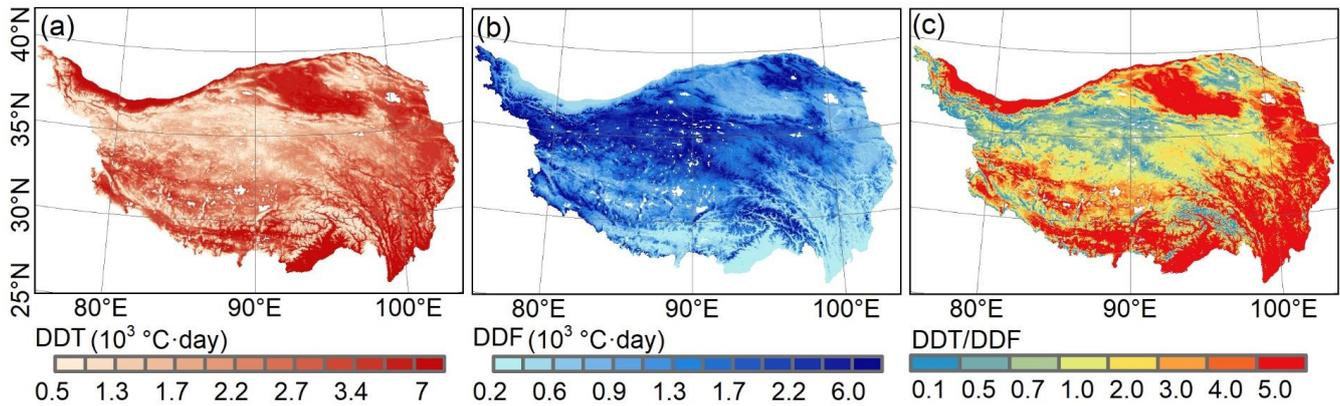 (a) (b) (c)
40°N
35°N
30°N
25°N
80°E 90°E 100°E 80°E 90°E 100°E 80°E 90°E 100°E
DDT (10³ °C·day) DDF (10³ °C·day) DDT/DDF
0.5 1.3 1.7 2.2 2.7 3.4 7 0.2 0.6 0.9 1.3 1.7 2.2 6.0 0.1 0.5 0.7 1.0 2.0 3.0 4.0 5.0